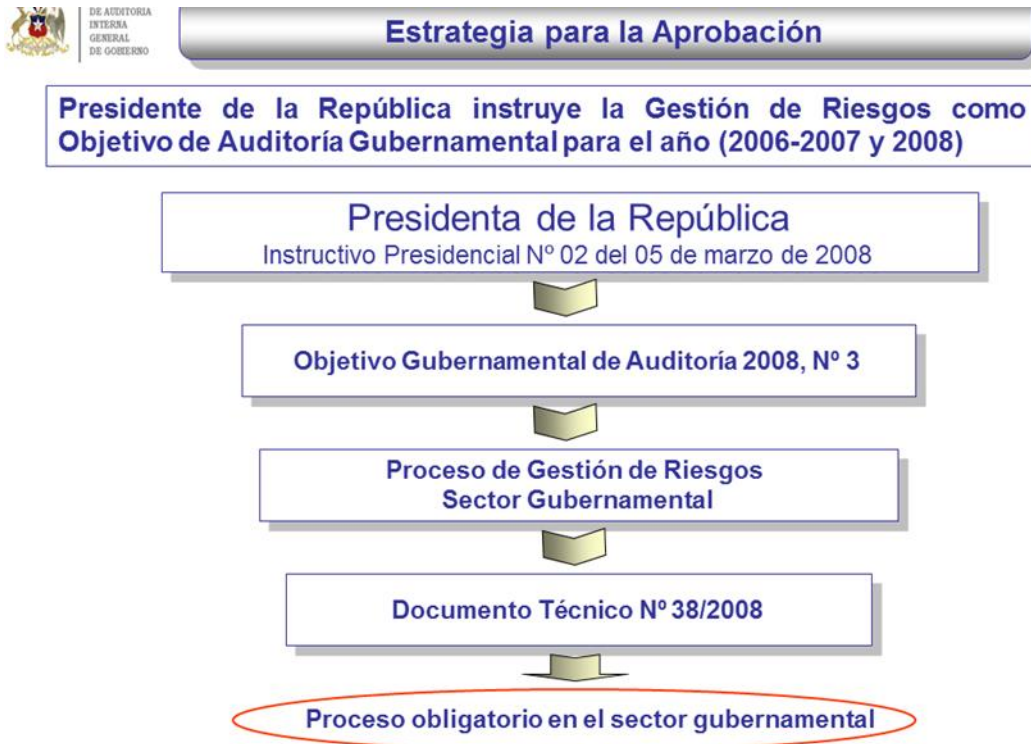 DE AUDITORIA
INTERNA
GENERAL
DE GOBIERNO
Estrategia para la Aprobación
Presidente de la República instruye la Gestión de Riesgos como
Objetivo de Auditoría Gubernamental para el año (2006-2007 y 2008)
Presidenta de la República
Instructivo Presidencial Nº 02 del 05 de marzo de 2008
Objetivo Gubernamental de Auditoría 2008, Nº 3
Proceso de Gestión de Riesgos
Sector Gubernamental
Documento Técnico Nº 38/2008
Proceso obligatorio en el sector gubernamental